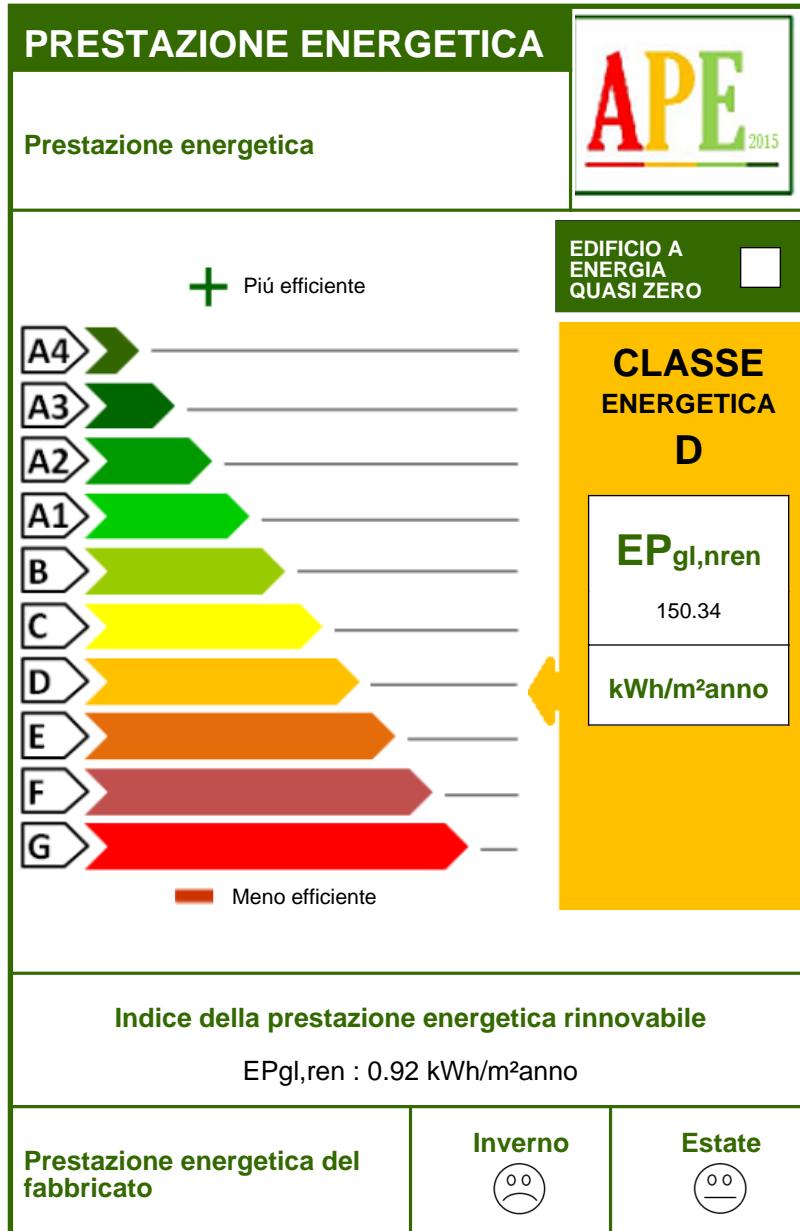 PRESTAZIONE ENERGETICA
APE 2015
Prestazione energetica
EDIFICIO A
ENERGIA
QUASI ZERO
Piú efficiente
A4
A3
A2
A1
B
C
D
E
F
G
Meno efficiente
CLASSE
ENERGETICA
D
EPgl,nren
150.34
kWh/m²anno
Indice della prestazione energetica rinnovabile
EPgl,ren : 0.92 kWh/m²anno
Prestazione energetica del
fabbricato
Inverno
Estate